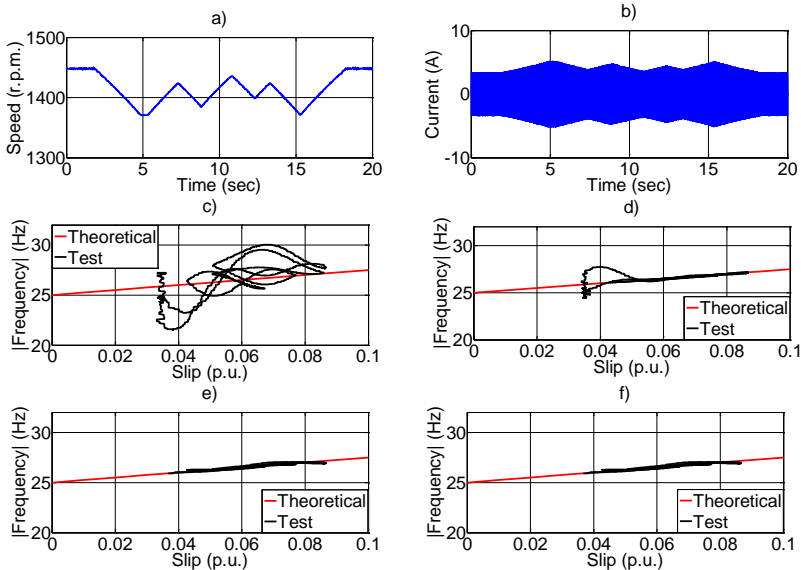 a)
1500
1400
1300
Speed (r.p.m.)
0 5 10 15 20
Time (sec)
b)
10
0
-10
Current (A)
0 5 10 15 20
Time (sec)
c)
Theoretical
Test
30
25
20
|Frequency| (Hz)
0 0.02 0.04 0.06 0.08 0.1
Slip (p.u.)
d)
30
25
20
|Frequency| (Hz)
Theoretical
Test
0 0.02 0.04 0.06 0.08 0.1
Slip (p.u.)
e)
30
25
20
|Frequency| (Hz)
Theoretical
Test
0 0.02 0.04 0.06 0.08 0.1
Slip (p.u.)
f)
30
25
20
|Frequency| (Hz)
Theoretical
Test
0 0.02 0.04 0.06 0.08 0.1
Slip (p.u.)